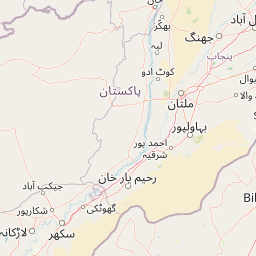 بھکر
آباد
جھنگ
لیہ
پنجاب
کوٹ ادو
پاکستان
ملتان
والا
بہاولپور
احمد پور
شرقیہ
رحیم یار خان
جیکب آباد
گھوٹکی
شکارپور
سکھر
لاڑکانہ
Bi